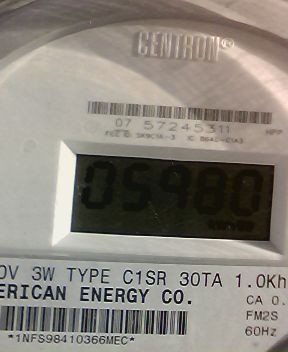 CENTRON®
07 57245311
HPP
05980
0V 3W TYPE C1SR 30TA 1.0Kh
ERICAN ENERGY CO.
CA 0.
FM2S
60Hz
*1NFS98410366MEC*